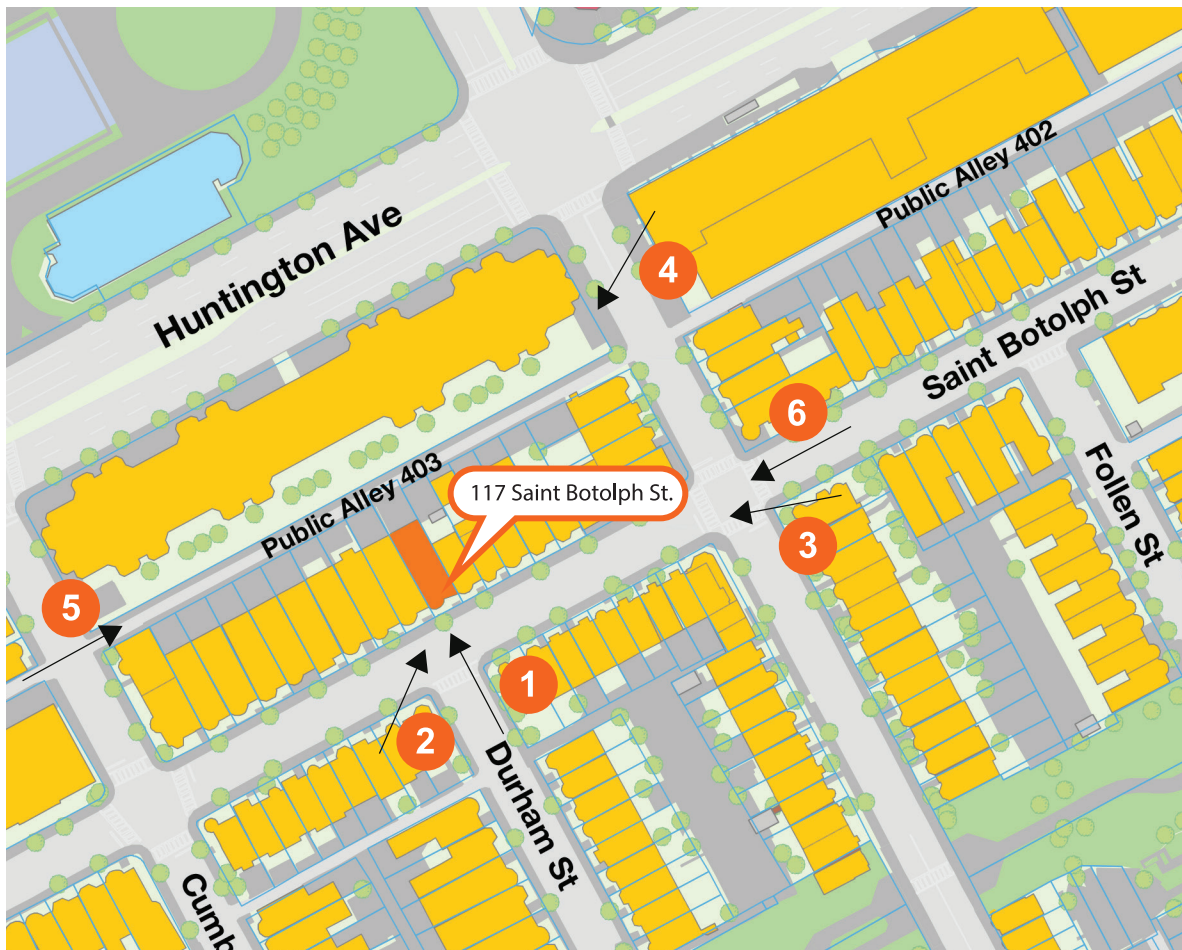 Public Alley 402
Huntington Ave
4
Saint Botolph St
6
Public Alley 403
117 Saint Botolph St.
Follen St
3
5
1
2
Durham St
Cumb